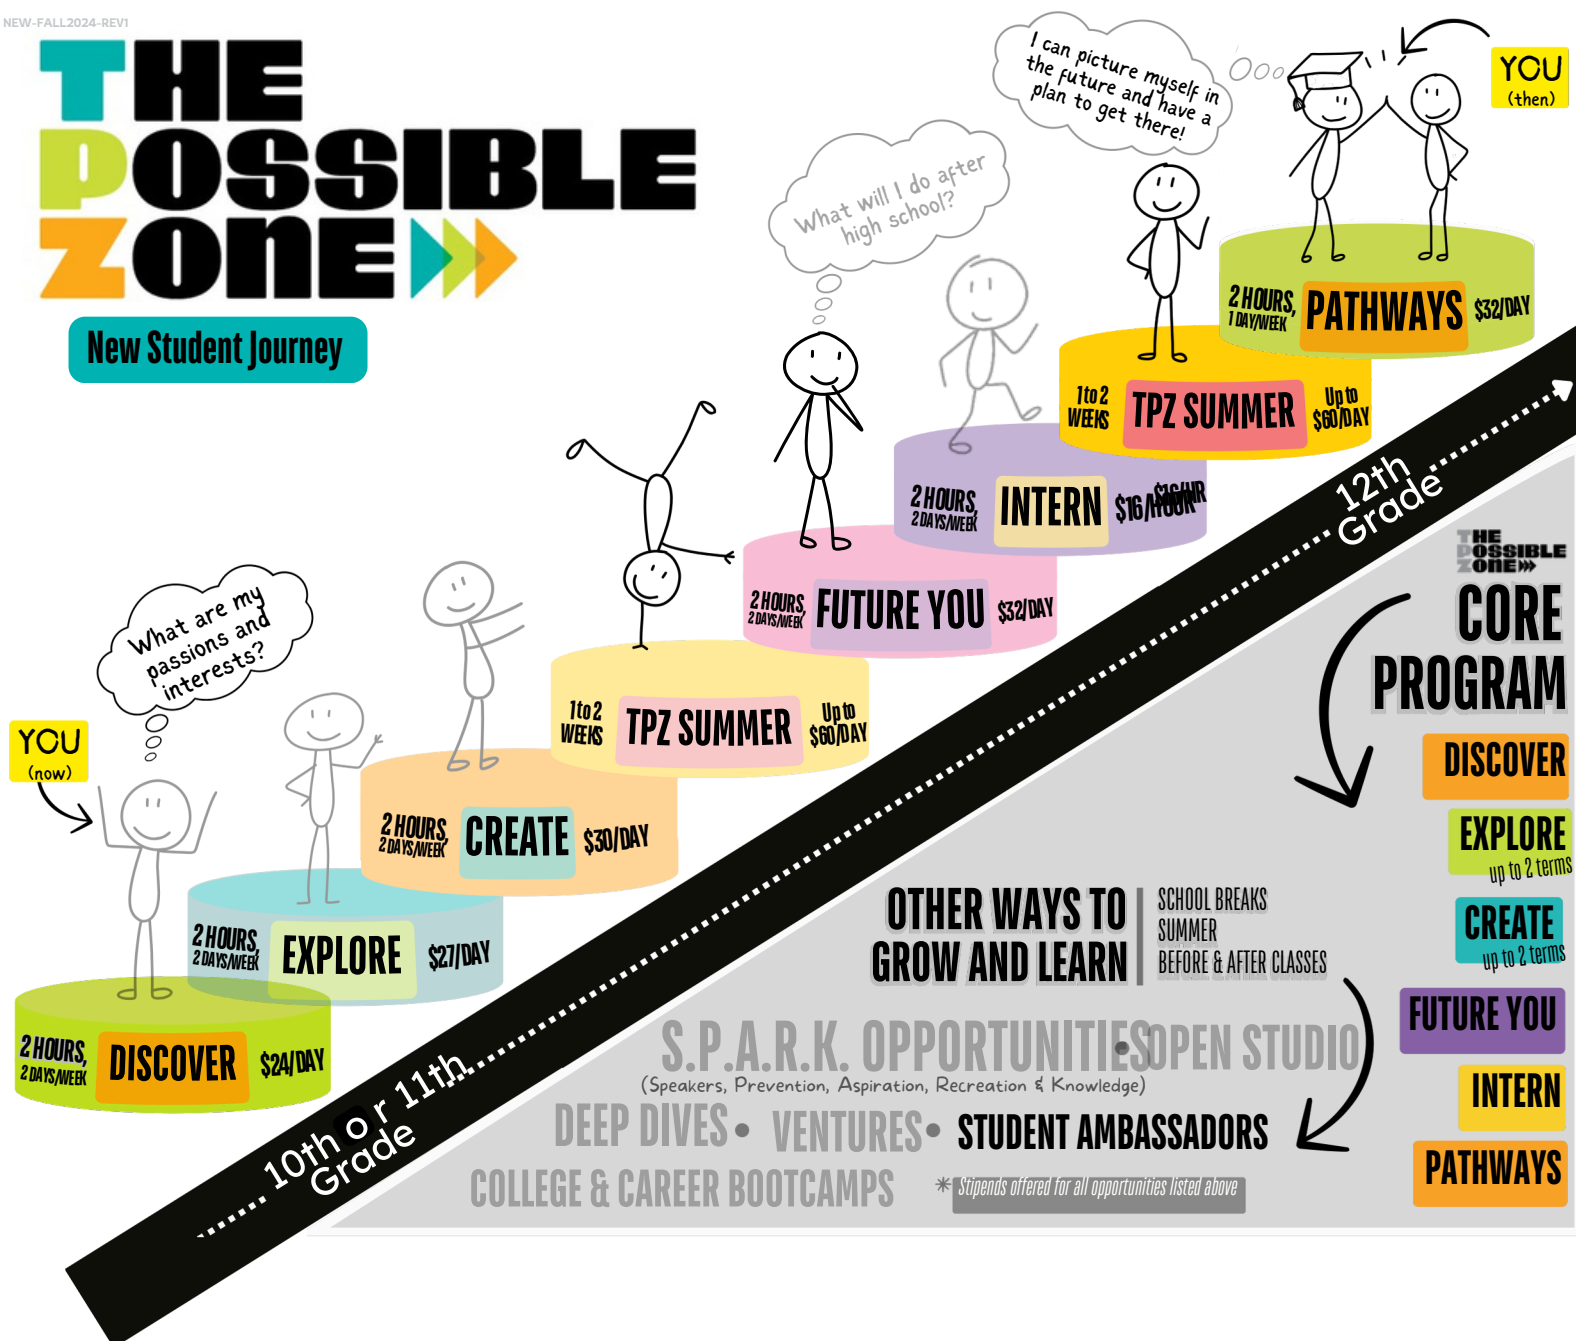 NEW-FALL2024-REV1
THE
POSSIBLE
ZONE
New Student Journey
I can picture myself in
the future and have a
plan to get there!
YOU
(then)
What will I do after
high school?
2 HOURS,
1 DAY/WEEK
PATHWAYS
$32/DAY
1 to 2
WEEKS
TPZ SUMMER
Up to
$60/DAY
2 HOURS,
2 DAYS/WEEK
INTERN
$16/HOUR
$16/HR
2 HOURS,
2 DAYS/WEEK
FUTURE YOU
$32/DAY
1 to 2
WEEKS
TPZ SUMMER
Up to
$60/DAY
What are my
passions and
interests?
YOU
(now)
2 HOURS,
2 DAYS/WEEK
CREATE
$30/DAY
2 HOURS,
2 DAYS/WEEK
EXPLORE
$27/DAY
2 HOURS,
2 DAYS/WEEK
DISCOVER
$24/DAY
10th or 11th
Grade
12th
Grade
THE
POSSIBLE
ZONE
CORE
PROGRAM
DISCOVER
EXPLORE
up to 2 terms
CREATE
up to 2 terms
FUTURE YOU
INTERN
PATHWAYS
OTHER WAYS TO
GROW AND LEARN
SCHOOL BREAKS
SUMMER
BEFORE & AFTER CLASSES
S.P.A.R.K. OPPORTUNITIES • OPEN STUDIO
(Speakers, Prevention, Aspiration, Recreation & Knowledge)
DEEP DIVES • VENTURES • STUDENT AMBASSADORS
COLLEGE & CAREER BOOTCAMPS
* Stipends offered for all opportunities listed above